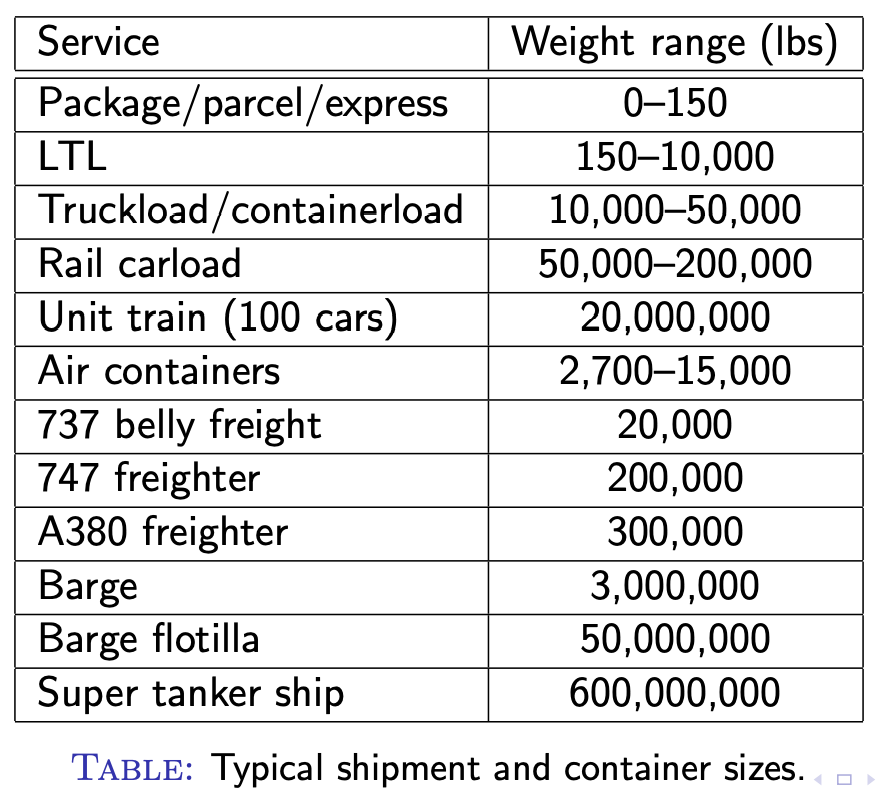 Service Weight range (lbs)
Package/parcel/express 0–150
LTL 150–10,000
Truckload/containerload 10,000–50,000
Rail carload 50,000–200,000
Unit train (100 cars) 20,000,000
Air containers 2,700–15,000
737 belly freight 20,000
747 freighter 200,000
A380 freighter 300,000
Barge 3,000,000
Barge flotilla 50,000,000
Super tanker ship 600,000,000
TABLE: Typical shipment and container sizes.